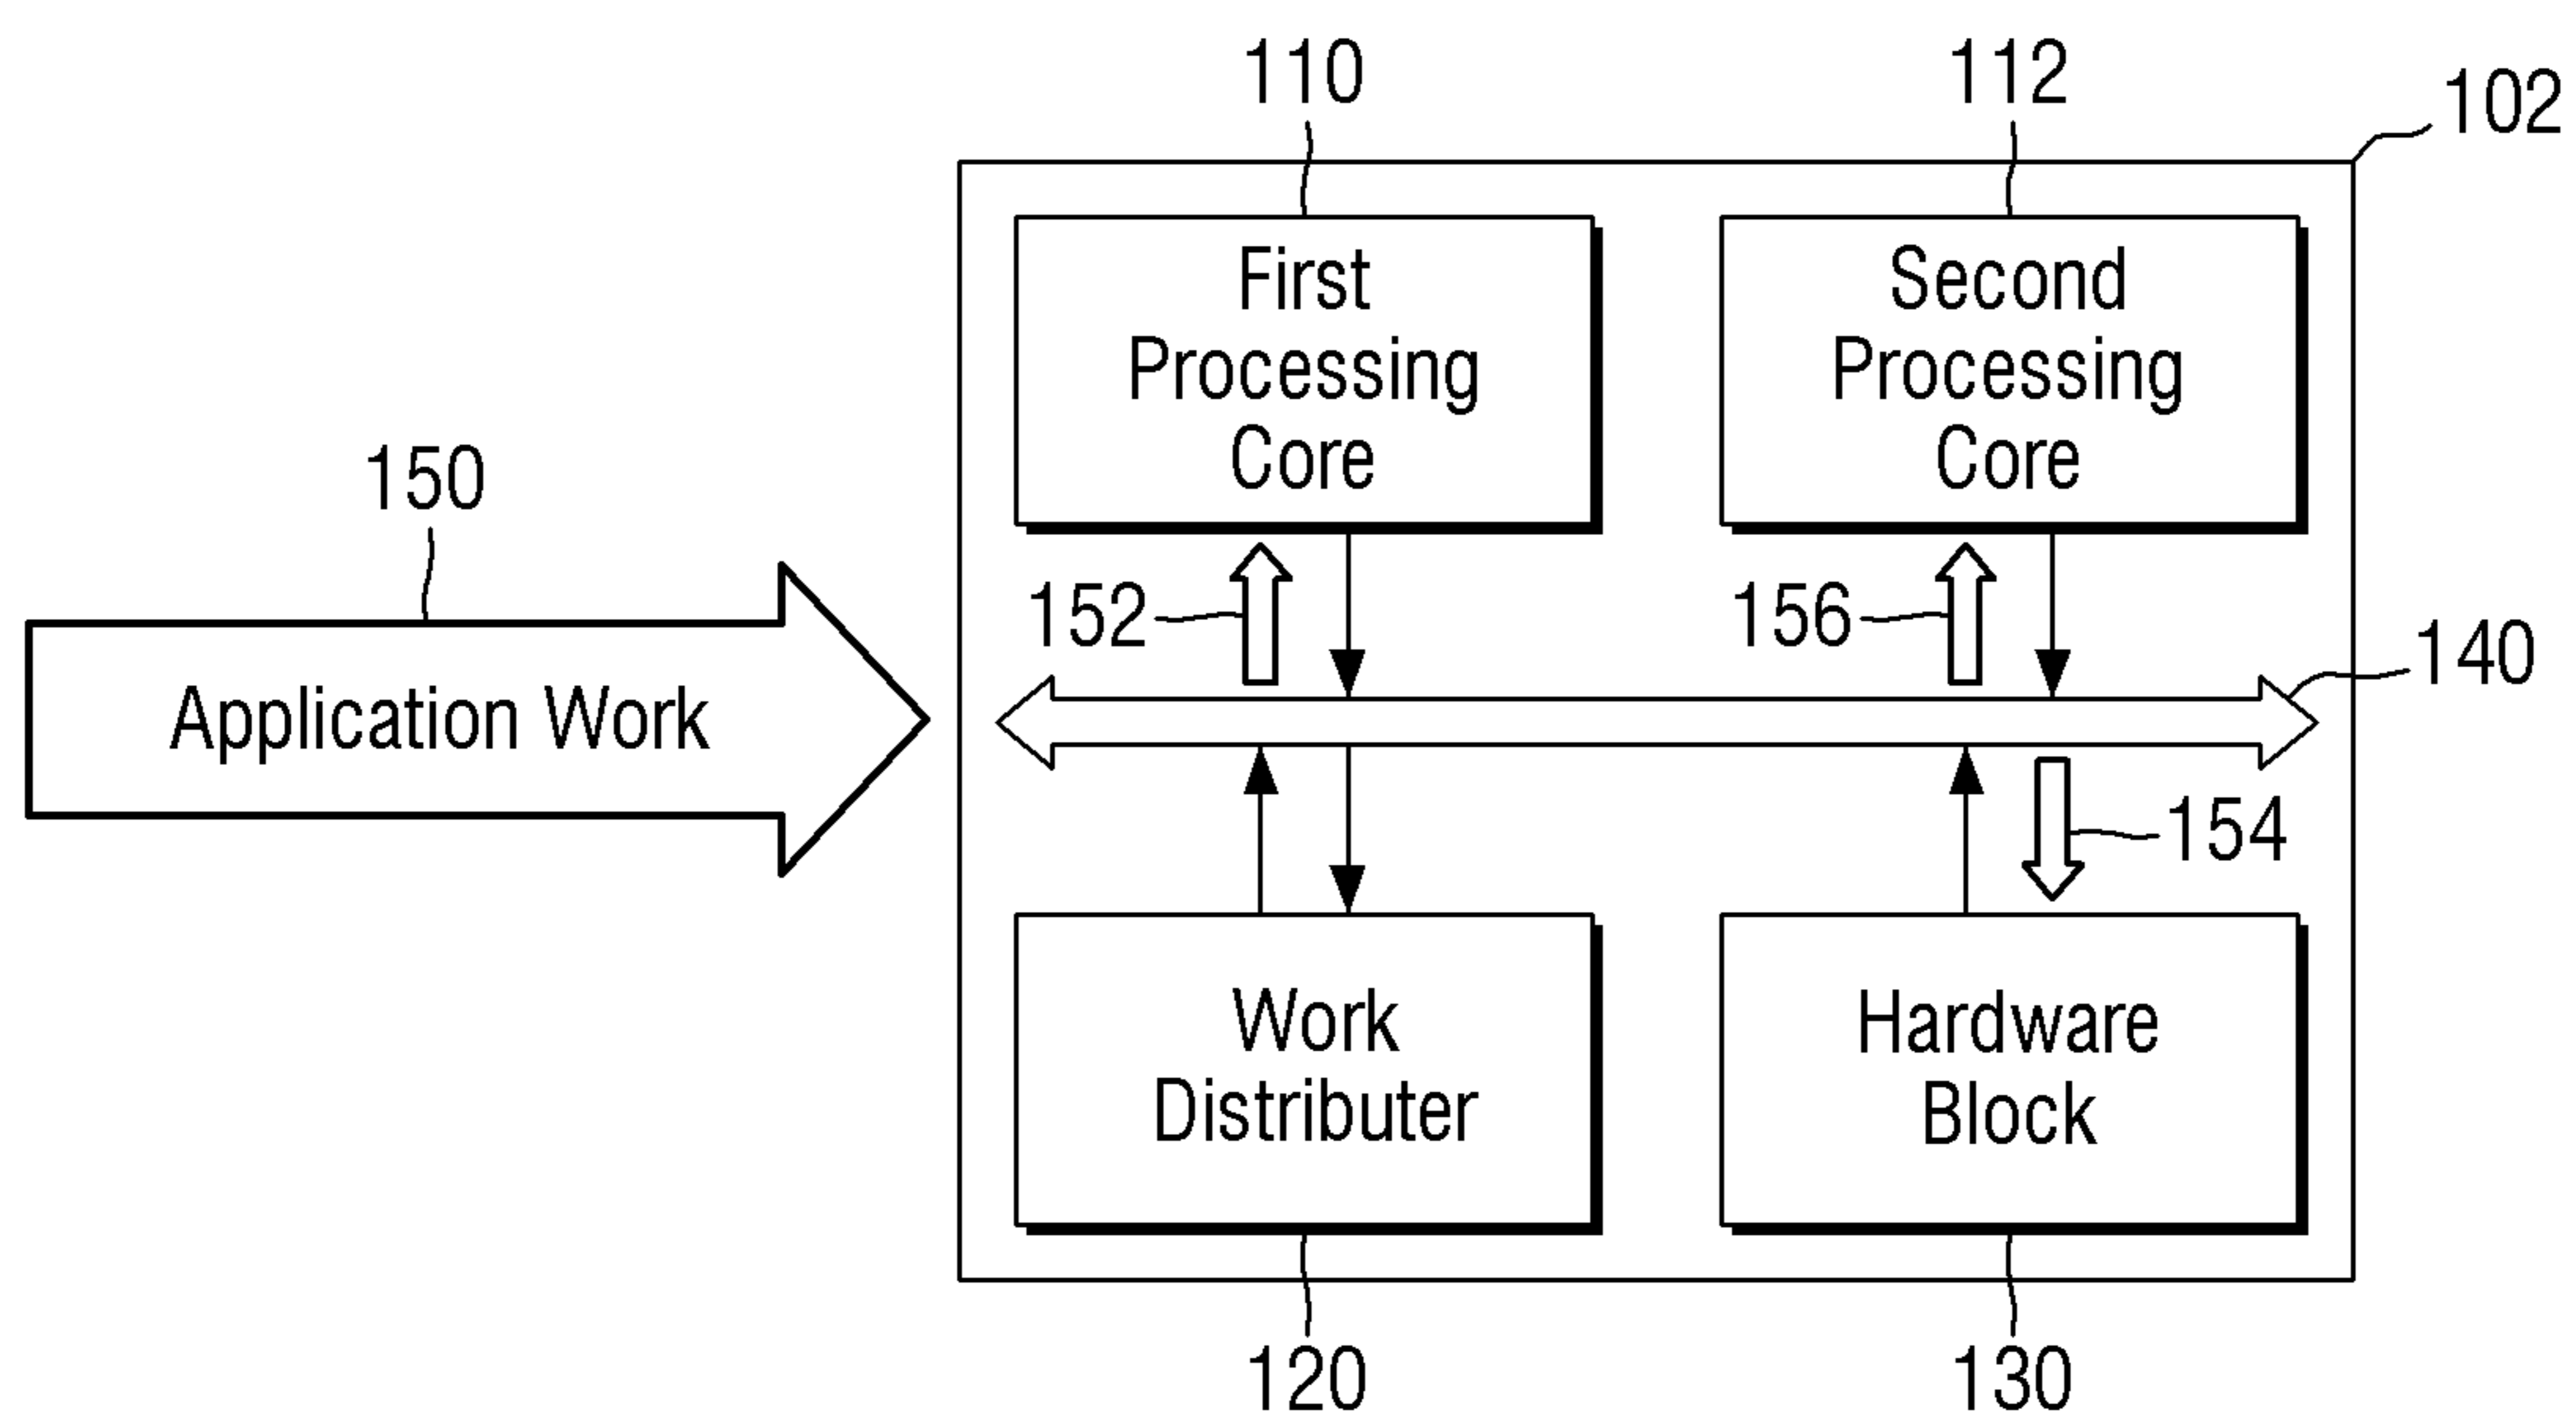 110
112
102
First
Processing
Core
Second
Processing
Core
150
152
156
140
Application Work
154
Work
Distributer
Hardware
Block
120
130